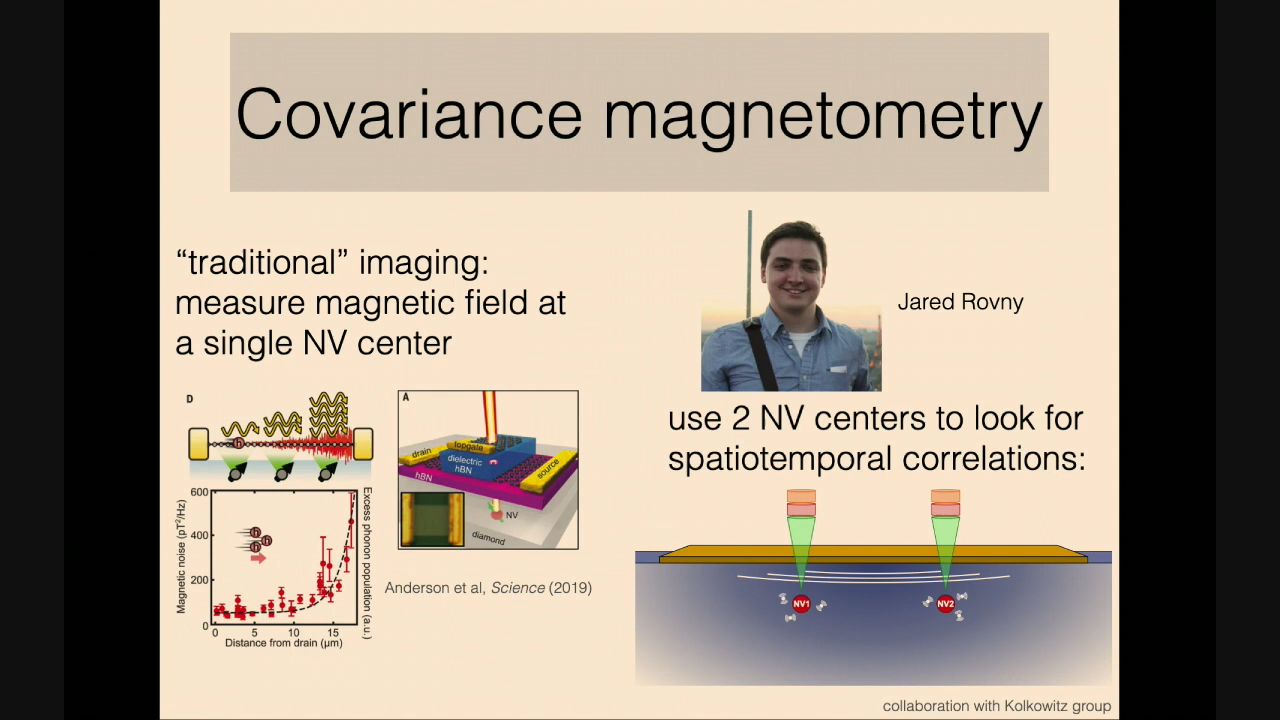 Covariance magnetometry
“traditional” imaging:
measure magnetic field at
a single NV center
Jared Rovny
use 2 NV centers to look for
spatiotemporal correlations:
D
h
Magnetic noise (pT²/Hz)
Excess phonon population (a.u.)
600
400
200
0
h
h
h
0 5 10 15
Distance from drain (μm)
A
drain
topgate
dielectric
hBN
source
hBN
NV
diamond
Anderson et al, Science (2019)
NV1
NV2
collaboration with Kolkowitz group